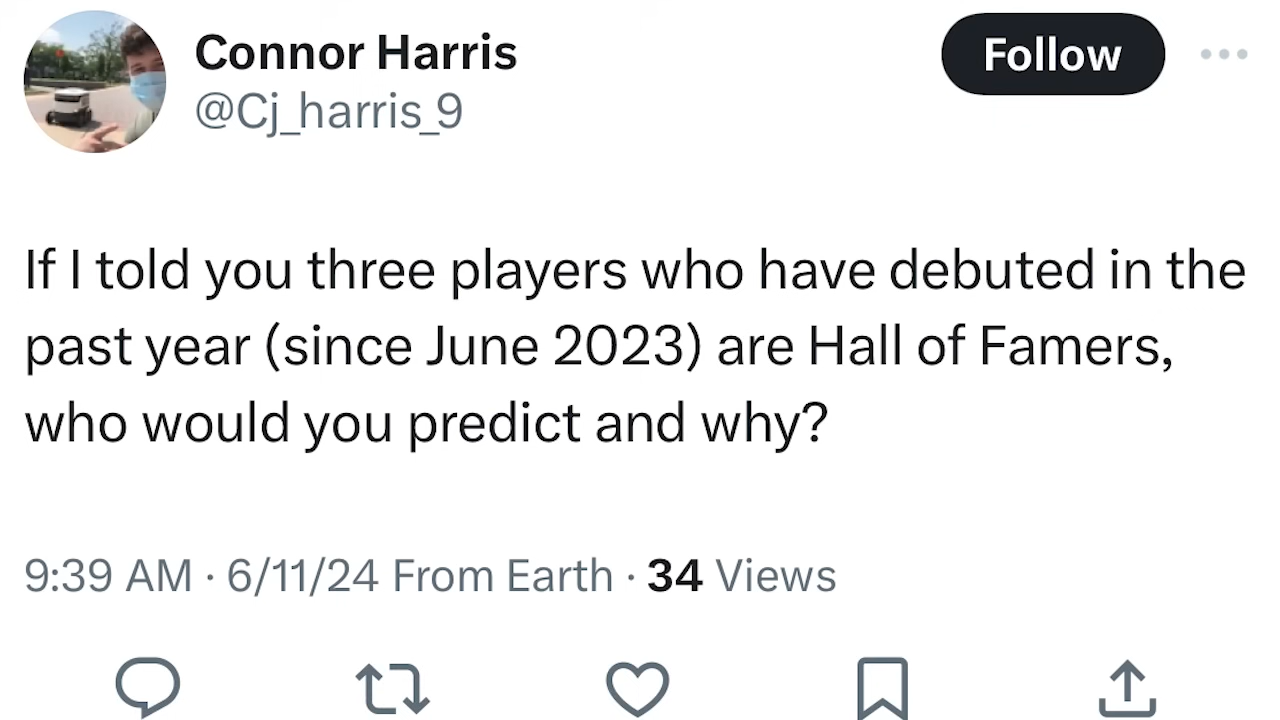 Connor Harris
Follow
@Cj_harris_9
If I told you three players who have debuted in the
past year (since June 2023) are Hall of Famers,
who would you predict and why?
9:39 AM · 6/11/24 From Earth · 34 Views